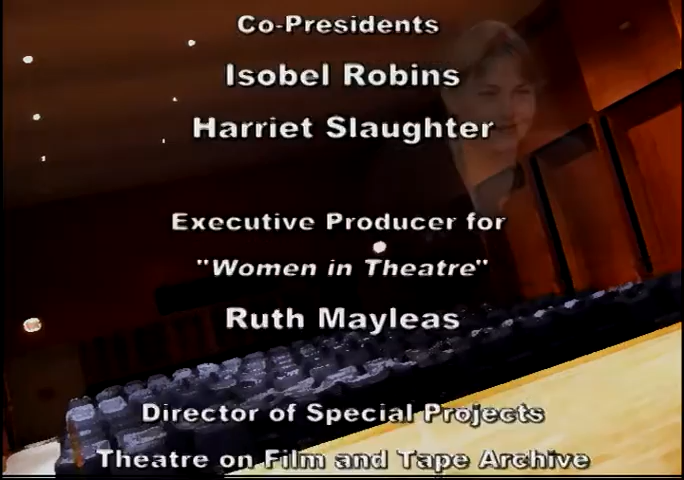 Co-Presidents
Isobel Robins
Harriet Slaughter
Executive Producer for
"Women in Theatre"
Ruth Mayleas
Director of Special Projects
Theatre on Film and Tape Archive